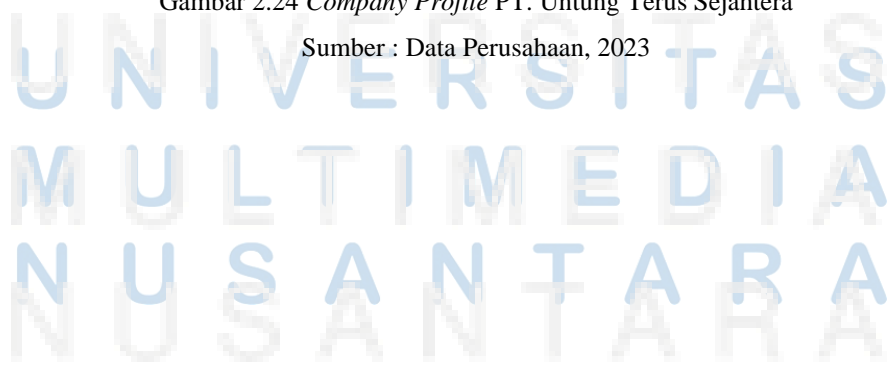 Gambar 2.24 Company Profile PT. Untung Terus Sejahtera
Sumber : Data Perusahaan, 2023
UNIVERSITAS
MULTIMEDIA
NUSANTARA